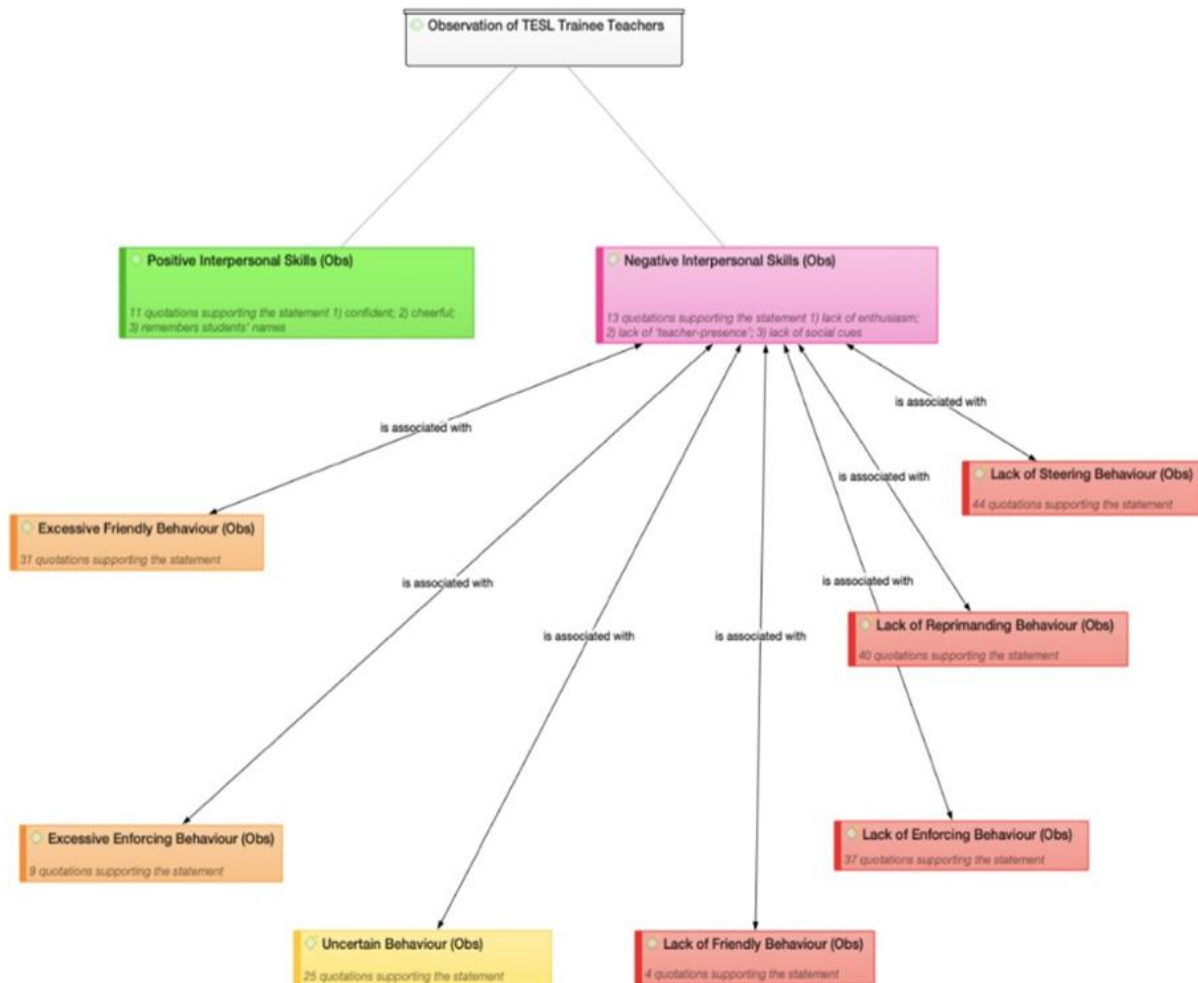 Observation of TESL Trainee Teachers
Positive Interpersonal Skills (Obs)
11 quotations supporting the statement 1) confident; 2) cheerful;
3) remembers students' names
Negative Interpersonal Skills (Obs)
13 quotations supporting the statement 1) lack of enthusiasm;
2) lack of 'teacher-presence'; 3) lack of social cues
is associated with
is associated with
is associated with
is associated with
is associated with
is associated with
is associated with
Lack of Steering Behaviour (Obs)
44 quotations supporting the statement
Excessive Friendly Behaviour (Obs)
31 quotations supporting the statement
Lack of Reprimanding Behaviour (Obs)
40 quotations supporting the statement
Excessive Enforcing Behaviour (Obs)
9 quotations supporting the statement
Lack of Enforcing Behaviour (Obs)
37 quotations supporting the statement
Uncertain Behaviour (Obs)
25 quotations supporting the statement
Lack of Friendly Behaviour (Obs)
4 quotations supporting the statement